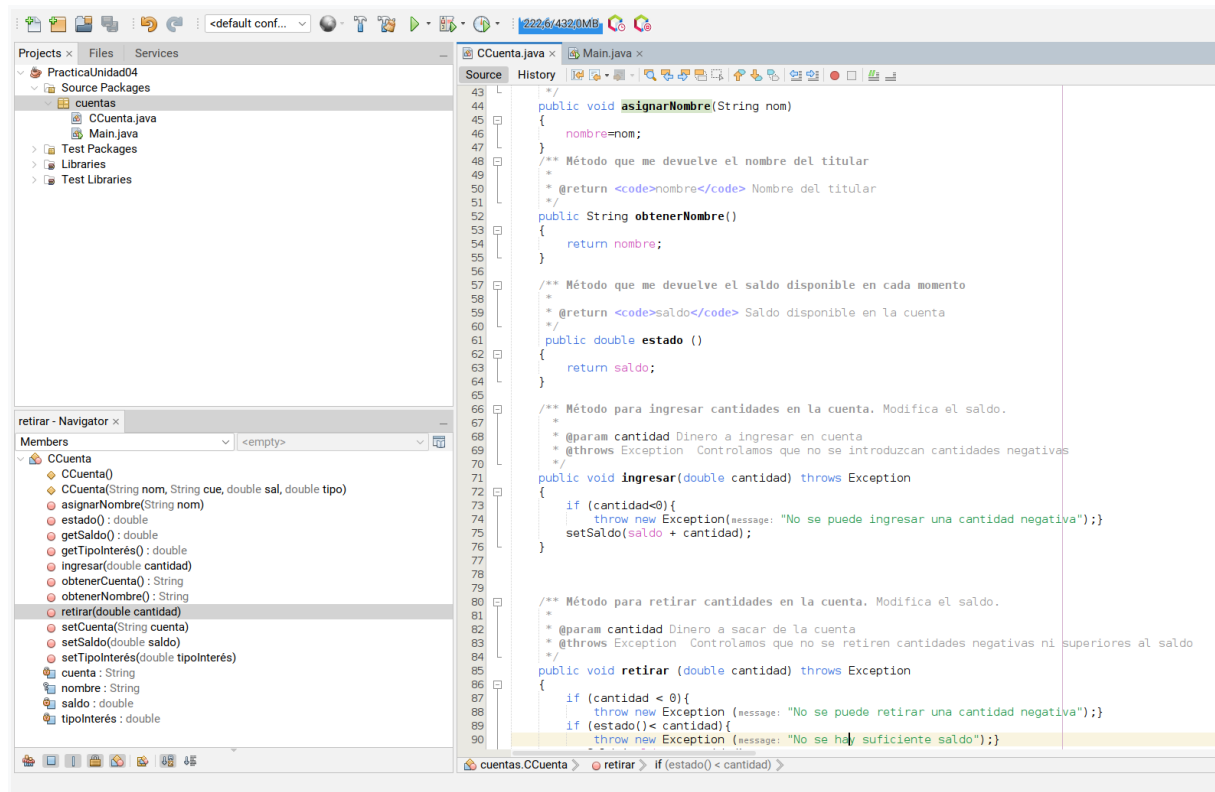 <default conf...
222,6/432,0MB
Projects × Files Services
PracticaUnidad04
Source Packages
cuentas
CCuenta.java
Main.java
Test Packages
Libraries
Test Libraries
retirar - Navigator ×
Members <empty>
CCuenta
CCuenta()
CCuenta(String nom, String cue, double sal, double tipo)
asignarNombre(String nom)
estado() : double
getSaldo() : double
getTipoInterés() : double
ingresar(double cantidad)
obtenerCuenta() : String
obtenerNombre() : String
retirar(double cantidad)
setCuenta(String cuenta)
setSaldo(double saldo)
setTipoInterés(double tipoInterés)
cuenta : String
nombre : String
saldo : double
tipoInterés : double
CCuenta.java × Main.java ×
Source History
43 */
44 public void asignarNombre(String nom)
45 {
46 nombre=nom;
47 }
48 /** Método que me devuelve el nombre del titular
49 *
50 * @return <code>nombre</code> Nombre del titular
51 */
52 public String obtenerNombre()
53 {
54 return nombre;
55 }
56
57 /** Método que me devuelve el saldo disponible en cada momento
58 *
59 * @return <code>saldo</code> Saldo disponible en la cuenta
60 */
61 public double estado ()
62 {
63 return saldo;
64 }
65
66 /** Método para ingresar cantidades en la cuenta. Modifica el saldo.
67 *
68 * @param cantidad Dinero a ingresar en cuenta
69 * @throws Exception Controlamos que no se introduzcan cantidades negativas
70 */
71 public void ingresar(double cantidad) throws Exception
72 {
73 if (cantidad<0){
74 throw new Exception(message: "No se puede ingresar una cantidad negativa");}
75 setSaldo(saldo + cantidad);
76 }
77
78
79
80 /** Método para retirar cantidades en la cuenta. Modifica el saldo.
81 *
82 * @param cantidad Dinero a sacar de la cuenta
83 * @throws Exception Controlamos que no se retiren cantidades negativas ni superiores al saldo
84 */
85 public void retirar (double cantidad) throws Exception
86 {
87 if (cantidad < 0){
88 throw new Exception (message: "No se puede retirar una cantidad negativa");}
89 if (estado()< cantidad){
90 throw new Exception (message: "No se hay suficiente saldo");}
cuentas.CCuenta > retirar > if (estado() < cantidad) >